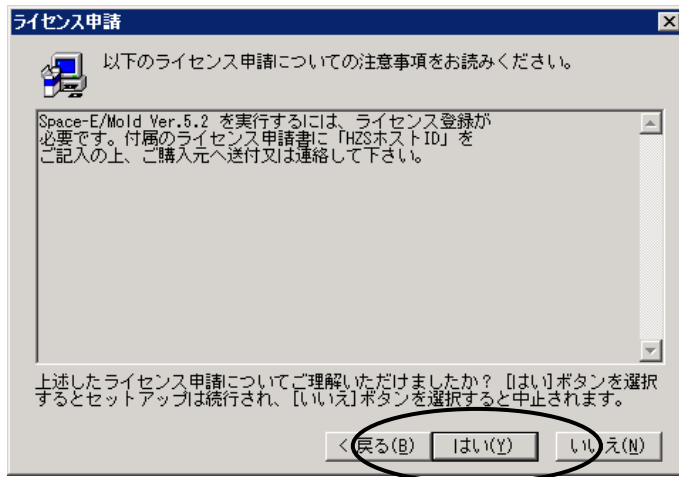 ライセンス申請
以下のライセンス申請についての注意事項をお読みください。
Space-E/Mold Ver.5.2 を実行するには、ライセンス登録が
必要です。付属のライセンス申請書に「HZSホストID」を
ご記入の上、ご購入元へ送付又は連絡して下さい。
上述したライセンス申請についてご理解いただけましたか？ [はい]ボタンを選択
するとセットアップは続行され、[いいえ]ボタンを選択すると中止されます。
< 戻る(B) はい(Y) いいえ(N)